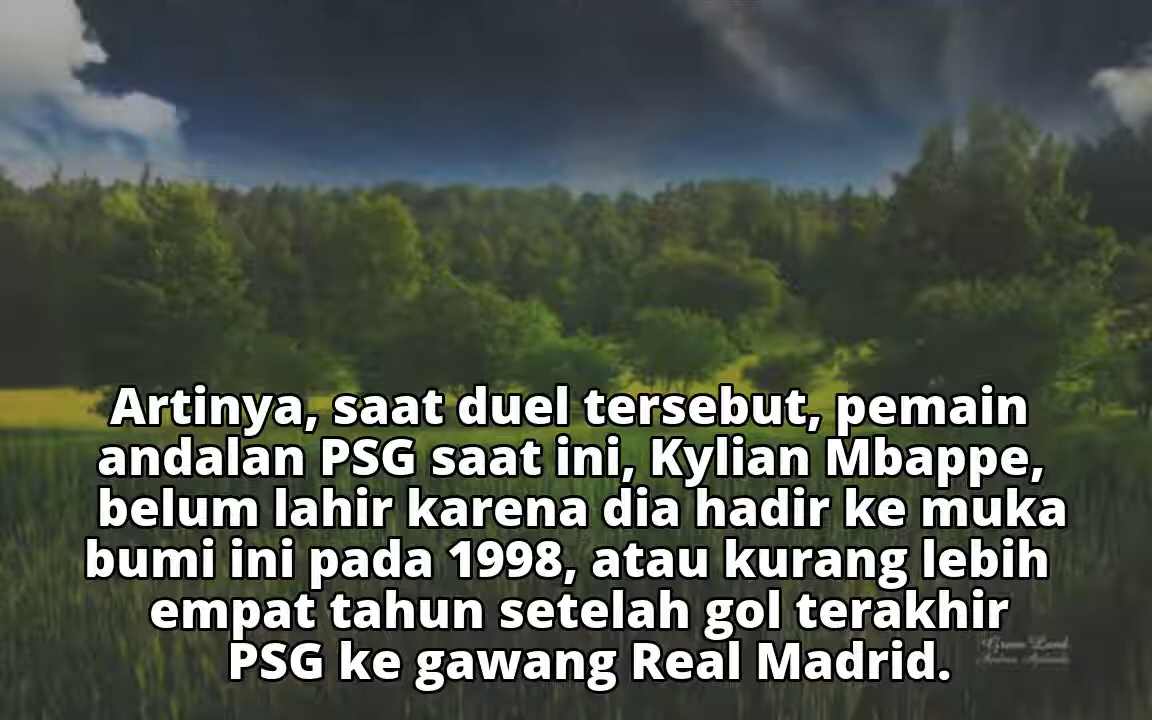 Artinya, saat duel tersebut, pemain
andalan PSG saat ini, Kylian Mbappe,
belum lahir karena dia hadir ke muka
bumi ini pada 1998, atau kurang lebih
empat tahun setelah gol terakhir
PSG ke gawang Real Madrid.